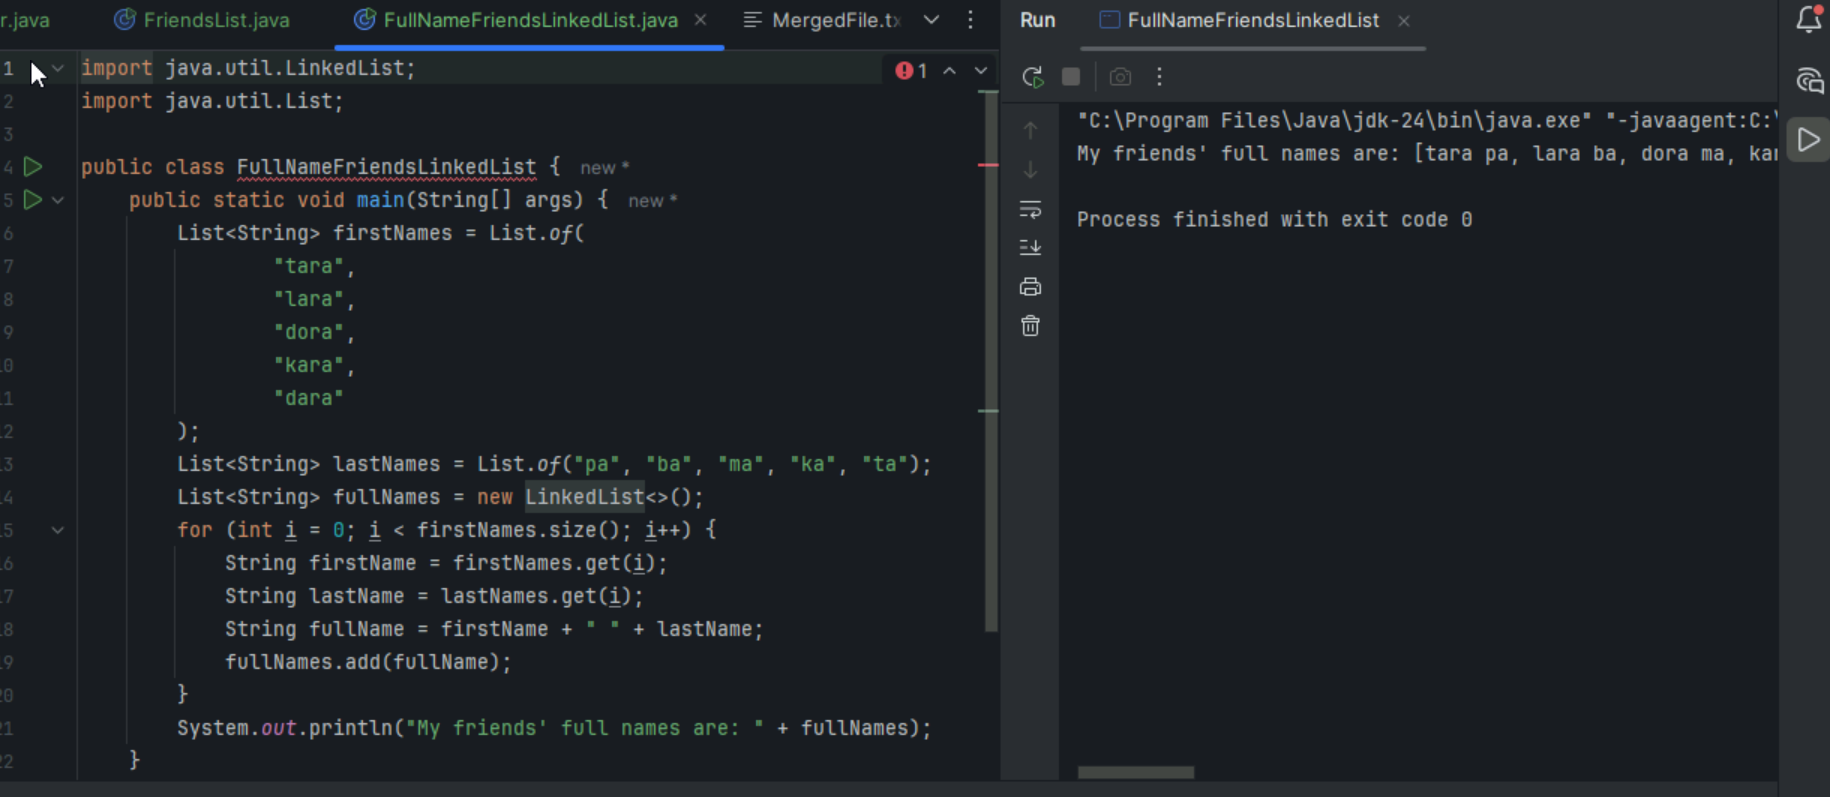 r.java FriendsList.java FullNameFriendsLinkedList.java MergedFile.tx
1 import java.util.LinkedList; 1
2 import java.util.List;
3
4 public class FullNameFriendsLinkedList { new *
5 public static void main(String[] args) { new *
6 List<String> firstNames = List.of(
7 "tara",
8 "lara",
9 "dora",
10 "kara",
11 "dara"
12 );
13 List<String> lastNames = List.of("pa", "ba", "ma", "ka", "ta");
14 List<String> fullNames = new LinkedList<>();
15 for (int i = 0; i < firstNames.size(); i++) {
16 String firstName = firstNames.get(i);
17 String lastName = lastNames.get(i);
18 String fullName = firstName + " " + lastName;
19 fullNames.add(fullName);
20 }
21 System.out.println("My friends' full names are: " + fullNames);
22 }
Run FullNameFriendsLinkedList
"C:\Program Files\Java\jdk-24\bin\java.exe" "-javaagent:C:\
My friends' full names are: [tara pa, lara ba, dora ma, kar
Process finished with exit code 0